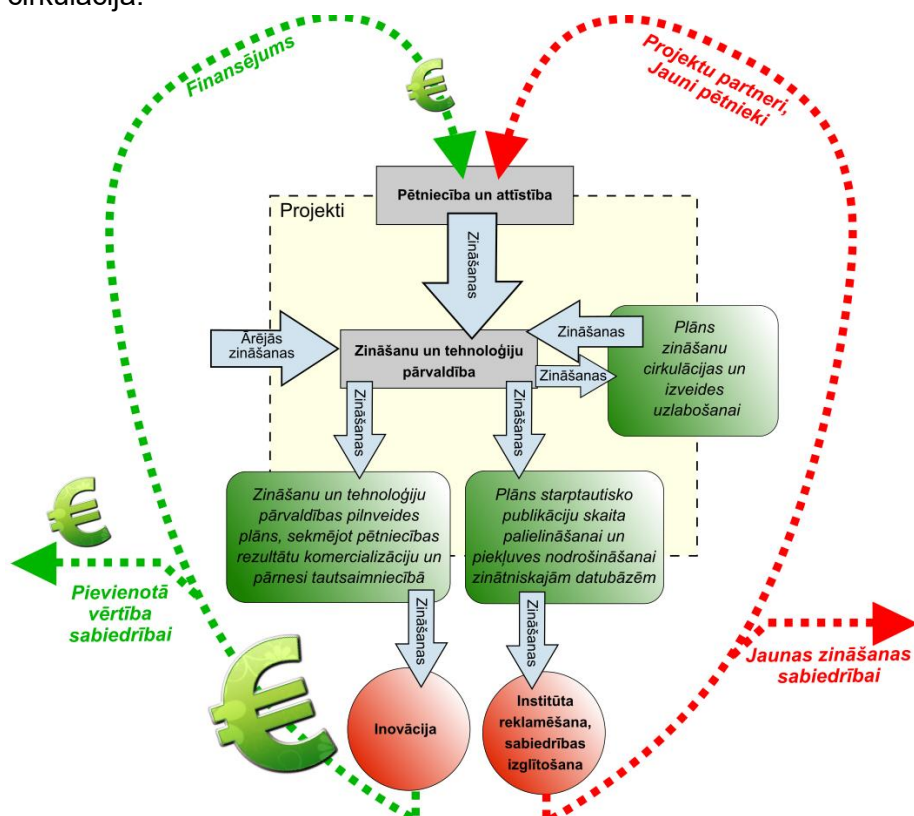 cirkulācija.
Finansējums
Projektu partneri,
Jauni pētnieki
Pētniecība un attīstība
Projekti
Zināšanas
Ārējās
zināšanas
Zināšanu un tehnoloģiju
pārvaldība
Zināšanas
Zināšanas
Plāns
zināšanu
cirkulācijas un
izveides
uzlabošanai
Zināšanas
Zināšanas
Zināšanu un tehnoloģiju
pārvaldības pilnveides
plāns, sekmējot pētniecības
rezultātu komercializāciju un
pārnesi tautsaimniecībā
Plāns starptautisko
publikāciju skaita
palielināšanai un
piekļuves nodrošināšanai
zinātniskajām datubāzēm
€
€
€
Pievienotā
vērtība
sabiedrībai
Zināšanas
Zināšanas
Jaunas zināšanas
sabiedrībai
Inovācija
Institūta
reklamēšana,
sabiedrības
izglītošana